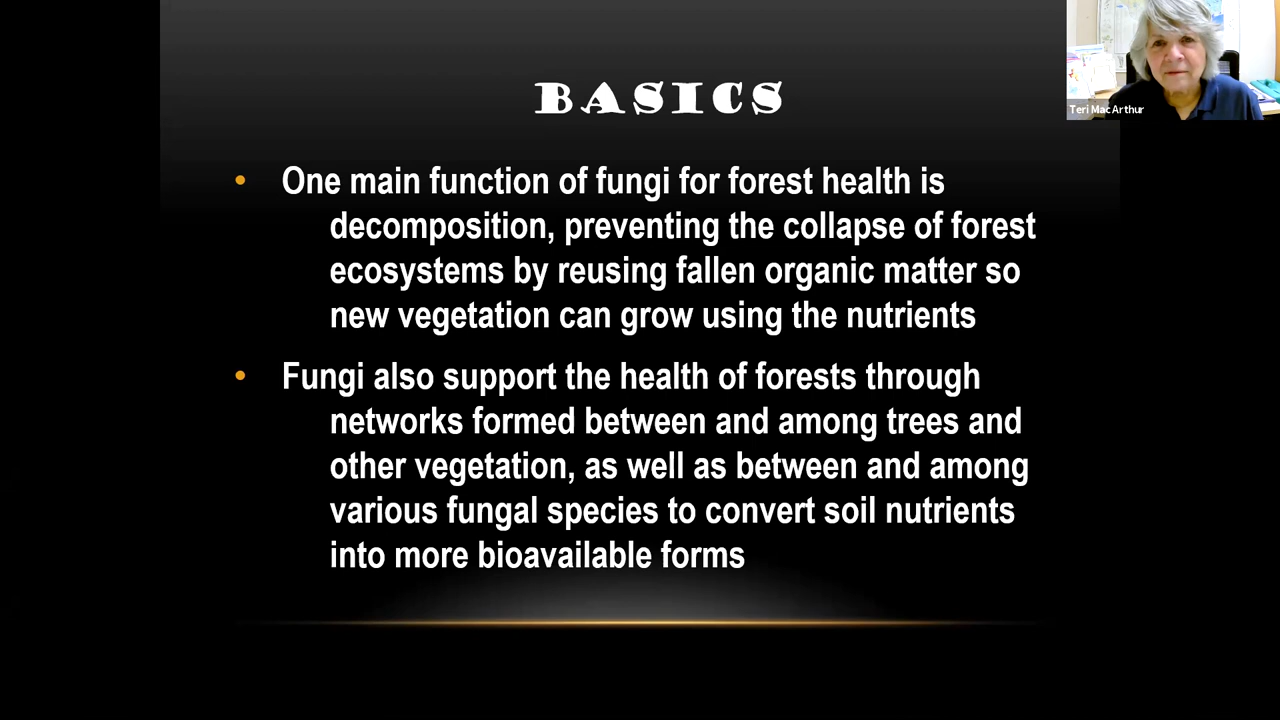 BASICS
• One main function of fungi for forest health is
decomposition, preventing the collapse of forest
ecosystems by reusing fallen organic matter so
new vegetation can grow using the nutrients
• Fungi also support the health of forests through
networks formed between and among trees and
other vegetation, as well as between and among
various fungal species to convert soil nutrients
into more bioavailable forms
Teri MacArthur